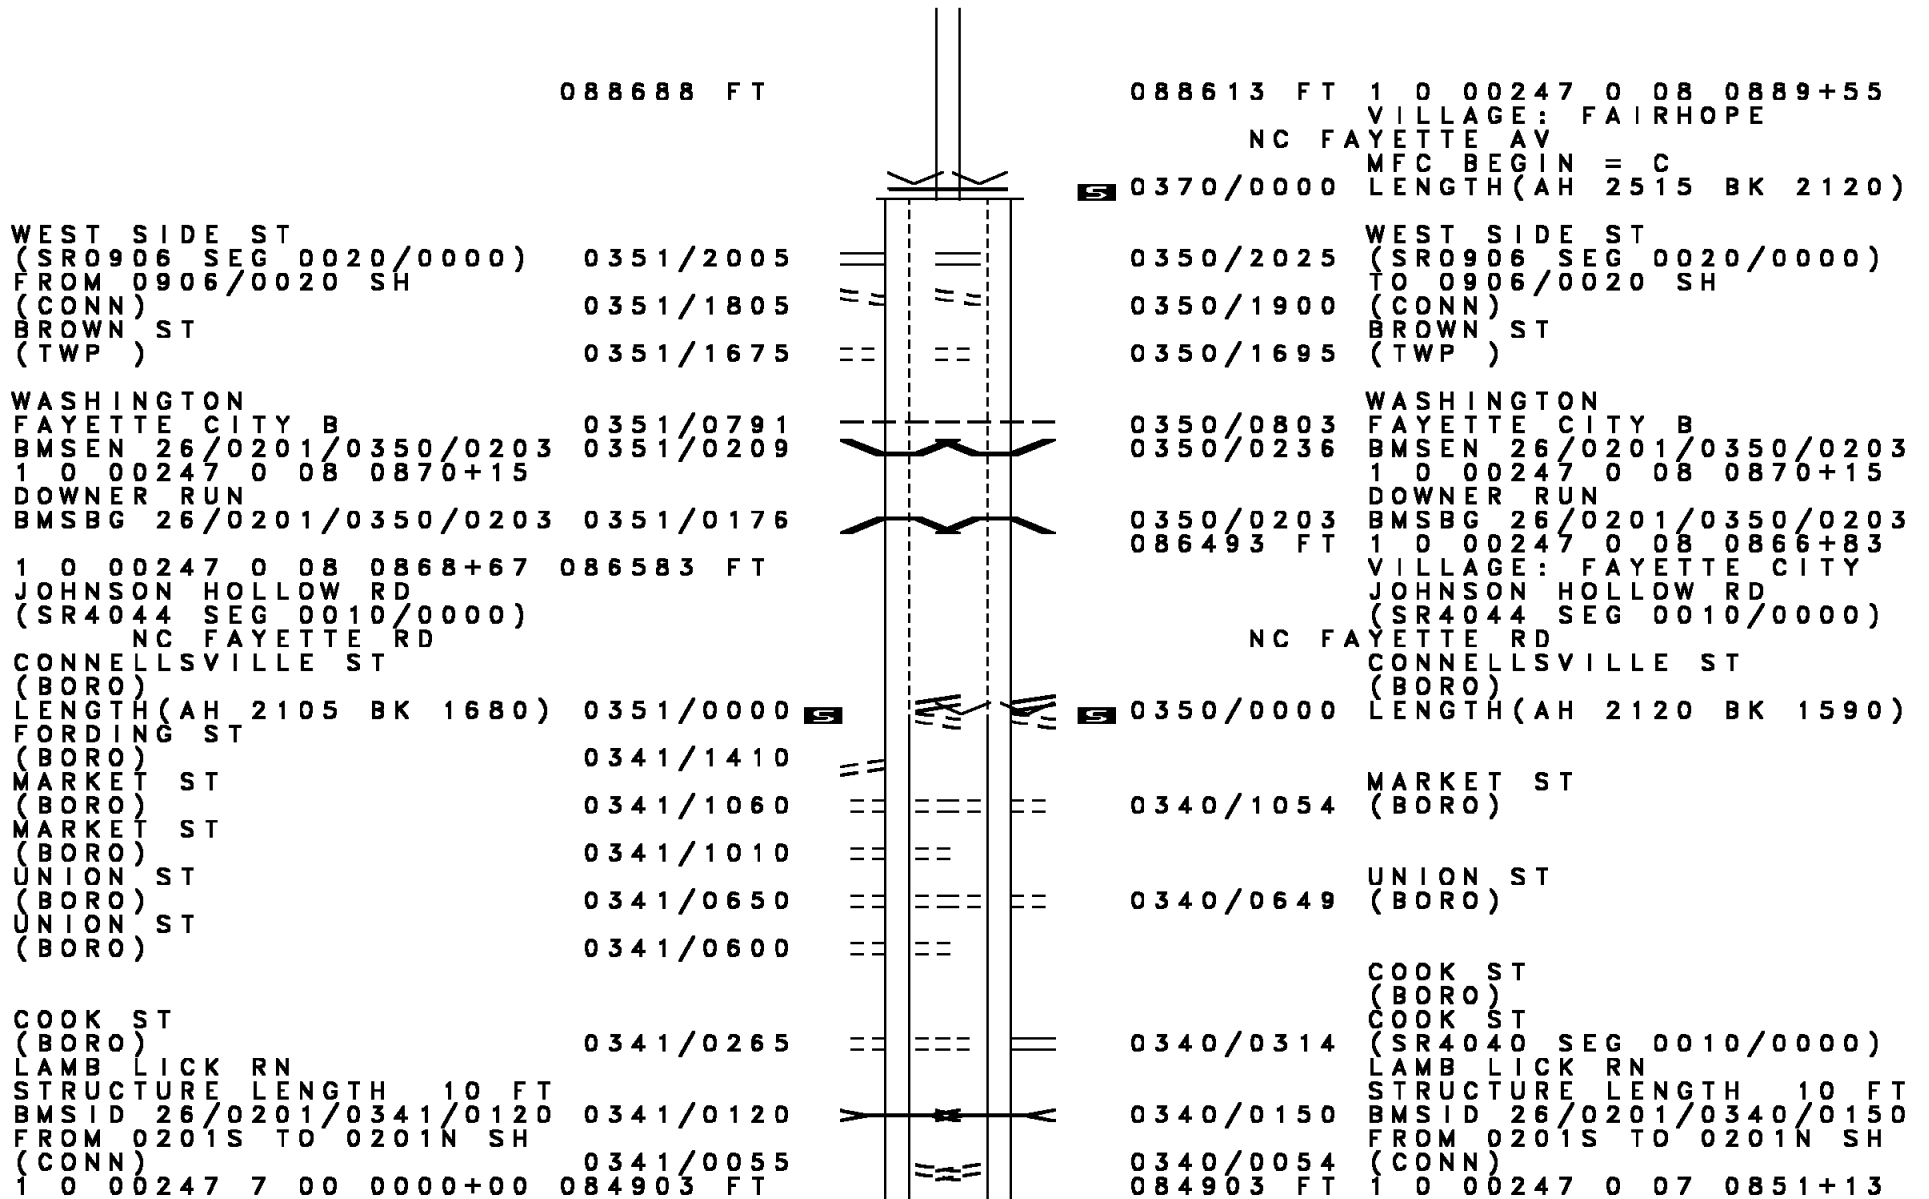 088688 FT 088613 FT 1 0 00247 0 08 0889+55
VILLAGE: FAIRHOPE
NC FAYETTE AV
MFC BEGIN = C
S 0370/0000 LENGTH(AH 2515 BK 2120)
WEST SIDE ST WEST SIDE ST
(SR0906 SEG 0020/0000) 0351/2005 0350/2025 (SR0906 SEG 0020/0000)
FROM 0906/0020 SH TO 0906/0020 SH
(CONN) 0351/1805 0350/1900 (CONN)
BROWN ST BROWN ST
(TWP ) 0351/1675 0350/1695 (TWP )
WASHINGTON WASHINGTON
FAYETTE CITY B 0351/0791 0350/0803 FAYETTE CITY B
BMSEN 26/0201/0350/0203 0351/0209 0350/0236 BMSEN 26/0201/0350/0203
1 0 00247 0 08 0870+15 1 0 00247 0 08 0870+15
DOWNER RUN DOWNER RUN
BMSBG 26/0201/0350/0203 0351/0176 0350/0203 BMSBG 26/0201/0350/0203
086493 FT 1 0 00247 0 08 0866+83
1 0 00247 0 08 0868+67 086583 FT VILLAGE: FAYETTE CITY
JOHNSON HOLLOW RD JOHNSON HOLLOW RD
(SR4044 SEG 0010/0000) (SR4044 SEG 0010/0000)
NC FAYETTE RD NC FAYETTE RD
CONNELLSVILLE ST CONNELLSVILLE ST
(BORO) (BORO)
LENGTH(AH 2105 BK 1680) 0351/0000 S S 0350/0000 LENGTH(AH 2120 BK 1590)
FORDING ST
(BORO) 0341/1410
MARKET ST MARKET ST
(BORO) 0341/1060 0340/1054 (BORO)
MARKET ST
(BORO) 0341/1010
UNION ST UNION ST
(BORO) 0341/0650 0340/0649 (BORO)
UNION ST
(BORO) 0341/0600
COOK ST
(BORO)
COOK ST COOK ST
(BORO) 0341/0265 0340/0314 (SR4040 SEG 0010/0000)
LAMB LICK RN LAMB LICK RN
STRUCTURE LENGTH 10 FT STRUCTURE LENGTH 10 FT
BMSID 26/0201/0341/0120 0341/0120 0340/0150 BMSID 26/0201/0340/0150
FROM 0201S TO 0201N SH FROM 0201S TO 0201N SH
(CONN) 0341/0055 0340/0054 (CONN)
1 0 00247 7 00 0000+00 084903 FT 084903 FT 1 0 00247 0 07 0851+13